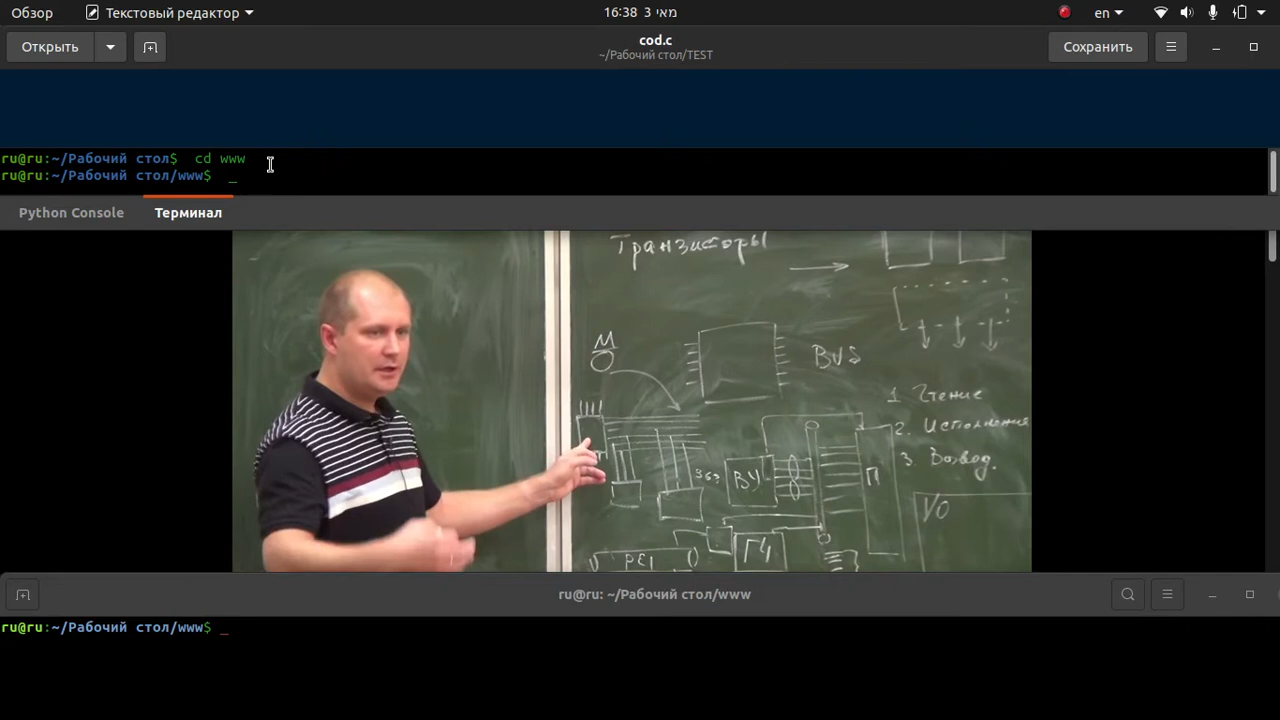 Обзор Текстовый редактор 16:38 3 מאי en
Открыть cod.c Сохранить
~/Рабочий стол/TEST
ru@ru:~/Рабочий стол$ cd www
ru@ru:~/Рабочий стол/www$ _
Python Console Терминал
Транзисторы
М
BUS
1. Чтение
2. Исполнения
3. Вывод.
ВУ
П
I/O
РЕГ
ГЧ
ru@ru: ~/Рабочий стол/www
ru@ru:~/Рабочий стол/www$ _